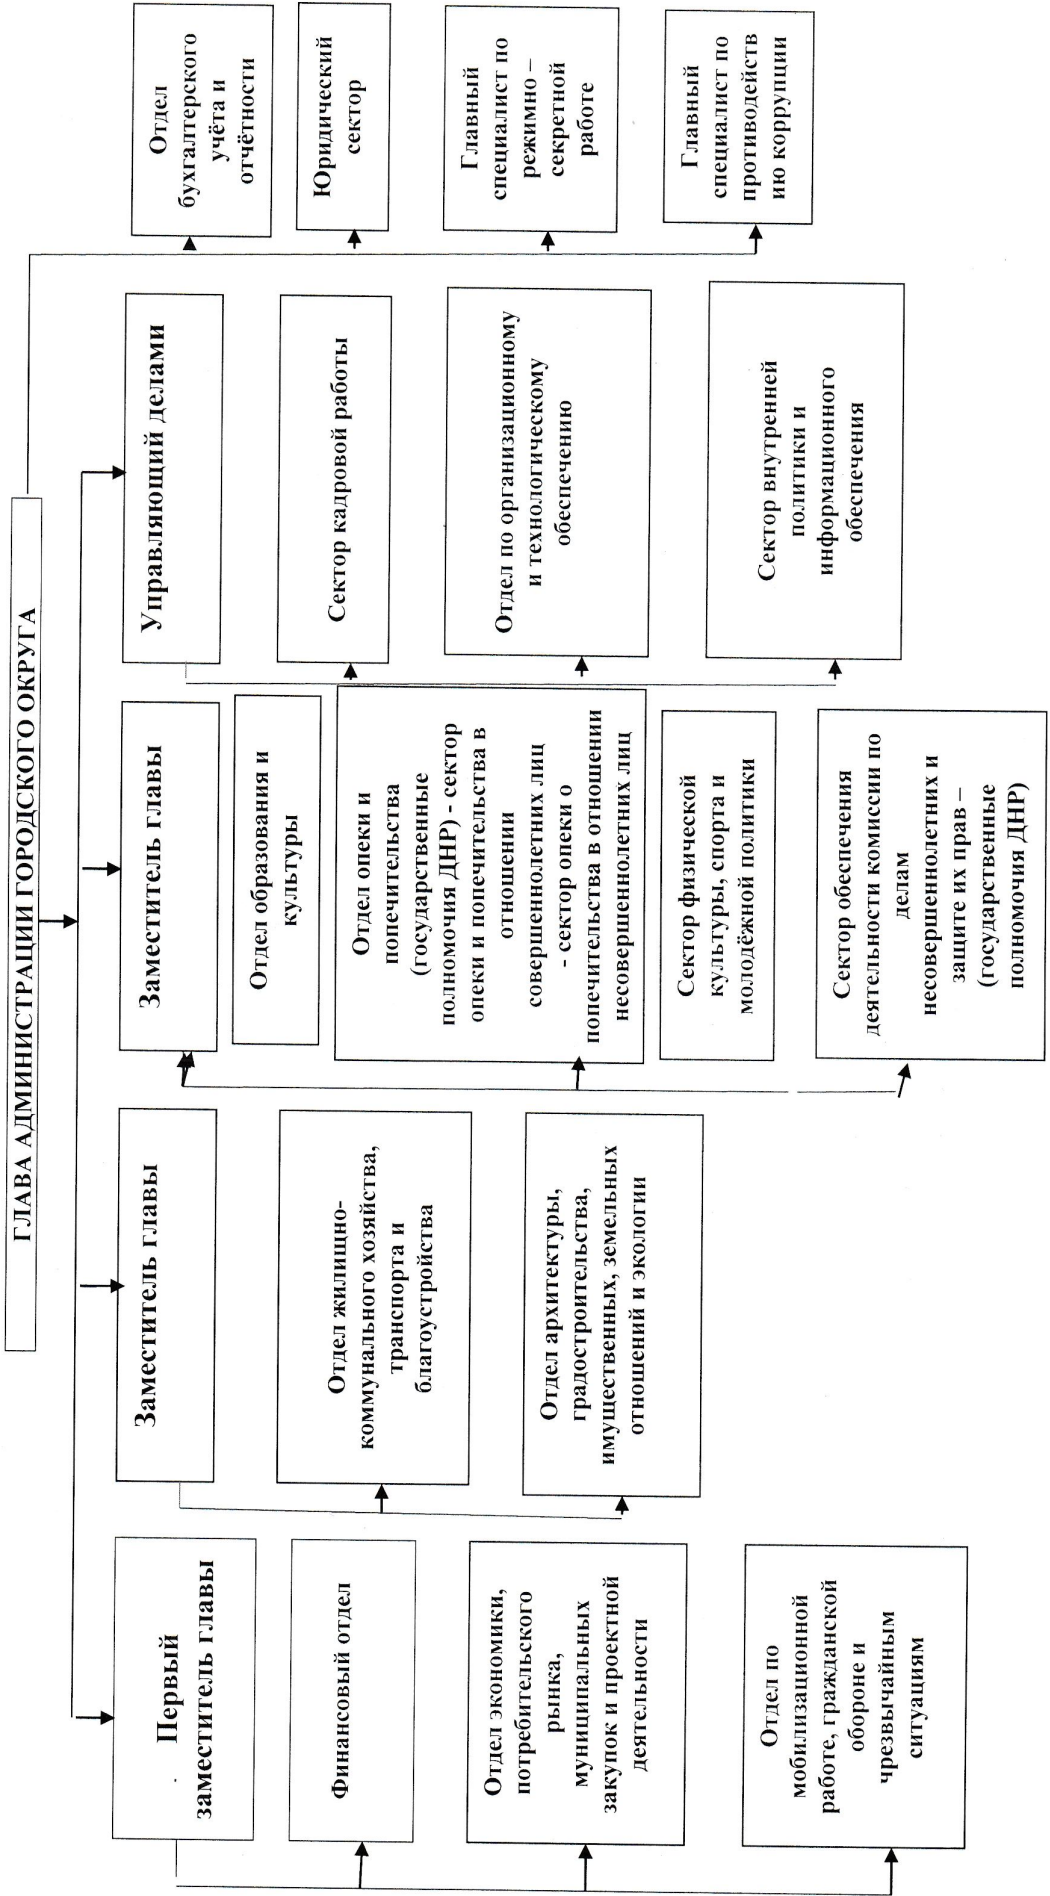 ГЛАВА АДМИНИСТРАЦИИ ГОРОДСКОГО ОКРУГА
Первый
заместитель главы
Финансовый отдел
Отдел экономики,
потребительского
рынка,
муниципальных
закупок и проектной
деятельности
Отдел по
мобилизационной
работе, гражданской
обороне и
чрезвычайным
ситуациям
Заместитель главы
Отдел жилищно-
коммунального хозяйства,
транспорта и
благоустройства
Отдел архитектуры,
градостроительства,
имущественных, земельных
отношений и экологии
Заместитель главы
Отдел образования и
культуры
Отдел опеки и
попечительства
(государственные
полномочия ДНР) - сектор
опеки и попечительства в
отношении
совершеннолетних лиц
- сектор опеки о
попечительства в отношении
несовершеннолетних лиц
Сектор физической
культуры, спорта и
молодёжной политики
Сектор обеспечения
деятельности комиссии по
делам
несовершеннолетних и
защите их прав –
(государственные
полномочия ДНР)
Управляющий делами
Сектор кадровой работы
Отдел по организационному
и технологическому
обеспечению
Сектор внутренней
политики и
информационного
обеспечения
Отдел
бухгалтерского
учёта и
отчётности
Юридический
сектор
Главный
специалист по
режимно –
секретной
работе
Главный
специалист по
противодейств
ию коррупции